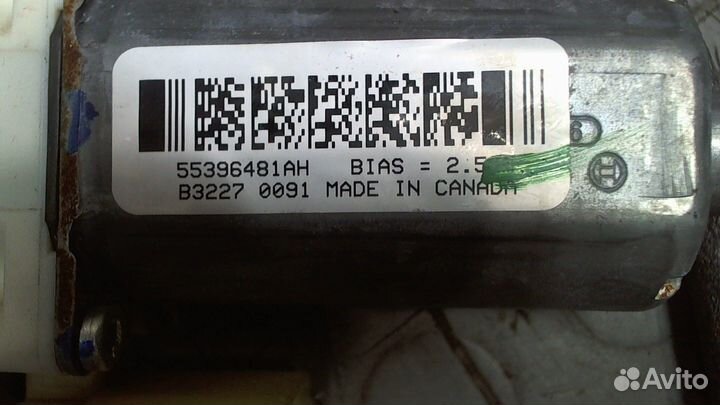 55396481AH BIAS = 2.5
B3227 0091 MADE IN CANADA
Avito